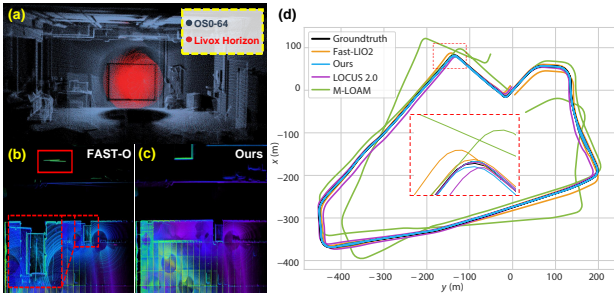 (a)
OS0-64
Livox Horizon
(b)
FAST-O
(c)
Ours
(d)
Groundtruth
Fast-LIO2
Ours
LOCUS 2.0
M-LOAM
100
0
−100
−200
−300
−400
x (m)
−400
−300
−200
−100
0
100
200
y (m)